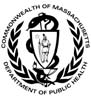 COMMONWEALTH OF MASSACHUSETTS
DEPARTMENT OF PUBLIC HEALTH